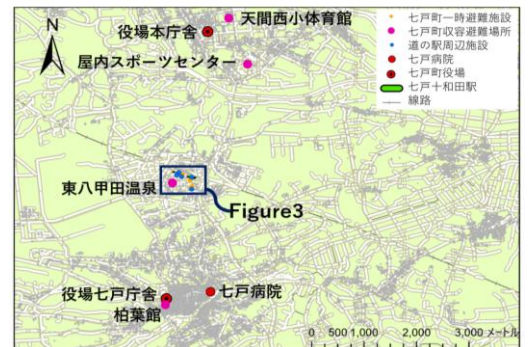 天間西小体育館
役場本庁舎
屋内スポーツセンター
N
七戸町一時避難施設
七戸町収容避難場所
道の駅周辺施設
七戸病院
七戸町役場
七戸十和田駅
線路
東八甲田温泉
Figure3
役場七戸庁舎
七戸病院
柏葉館
0 500 1,000 2,000 3,000 メートル